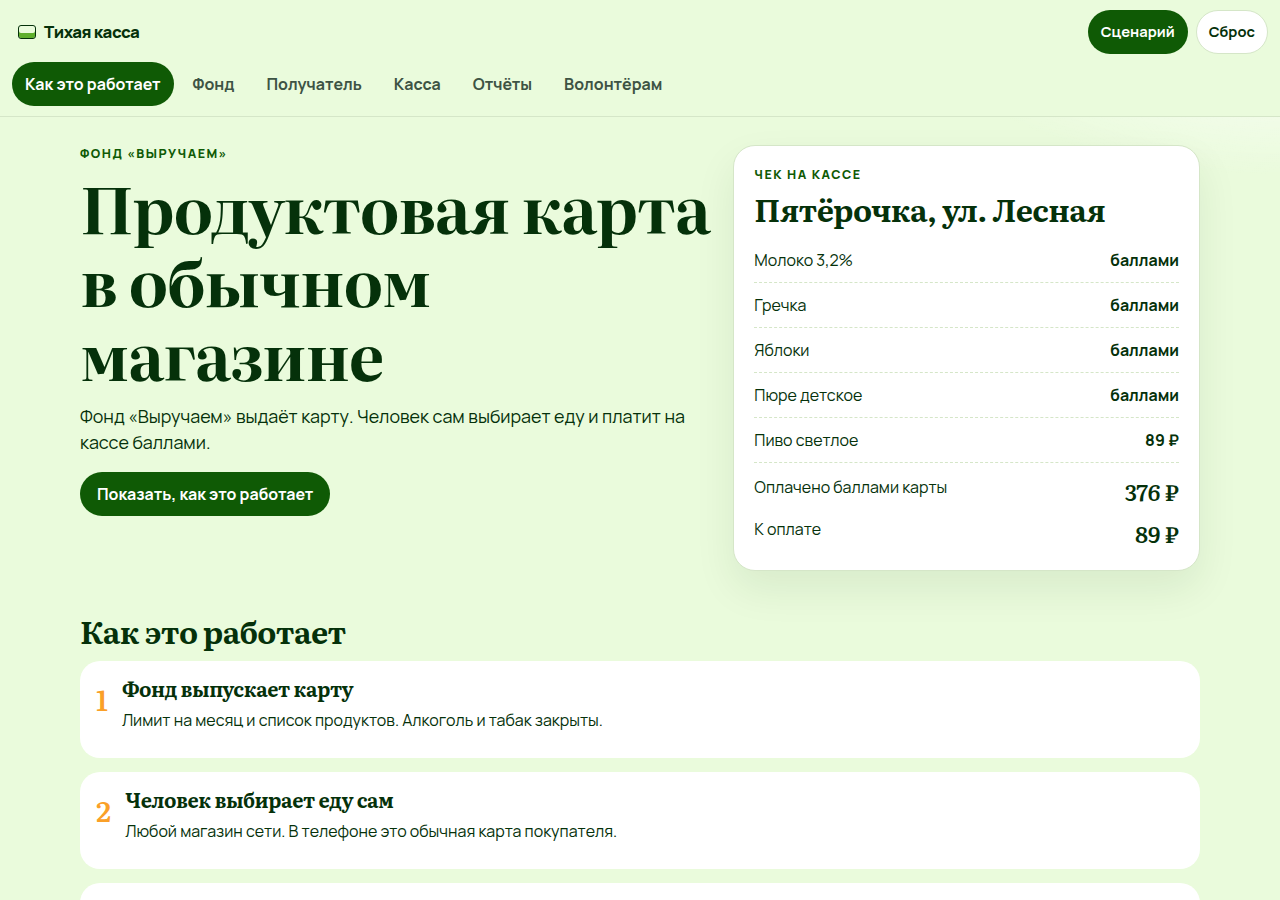 Тихая касса
Сценарий
Сброс
Как это работает
Фонд
Получатель
Касса
Отчёты
Волонтёрам
ФОНД «ВЫРУЧАЕМ»
Продуктовая карта
в обычном
магазине
Фонд «Выручаем» выдаёт карту. Человек сам выбирает еду и платит на
кассе баллами.
Показать, как это работает
ЧЕК НА КАССЕ
Пятёрочка, ул. Лесная
Молоко 3,2% баллами
Гречка баллами
Яблоки баллами
Пюре детское баллами
Пиво светлое 89 ₽
Оплачено баллами карты 376 ₽
К оплате 89 ₽
Как это работает
1 Фонд выпускает карту
Лимит на месяц и список продуктов. Алкоголь и табак закрыты.
2 Человек выбирает еду сам
Любой магазин сети. В телефоне это обычная карта покупателя.